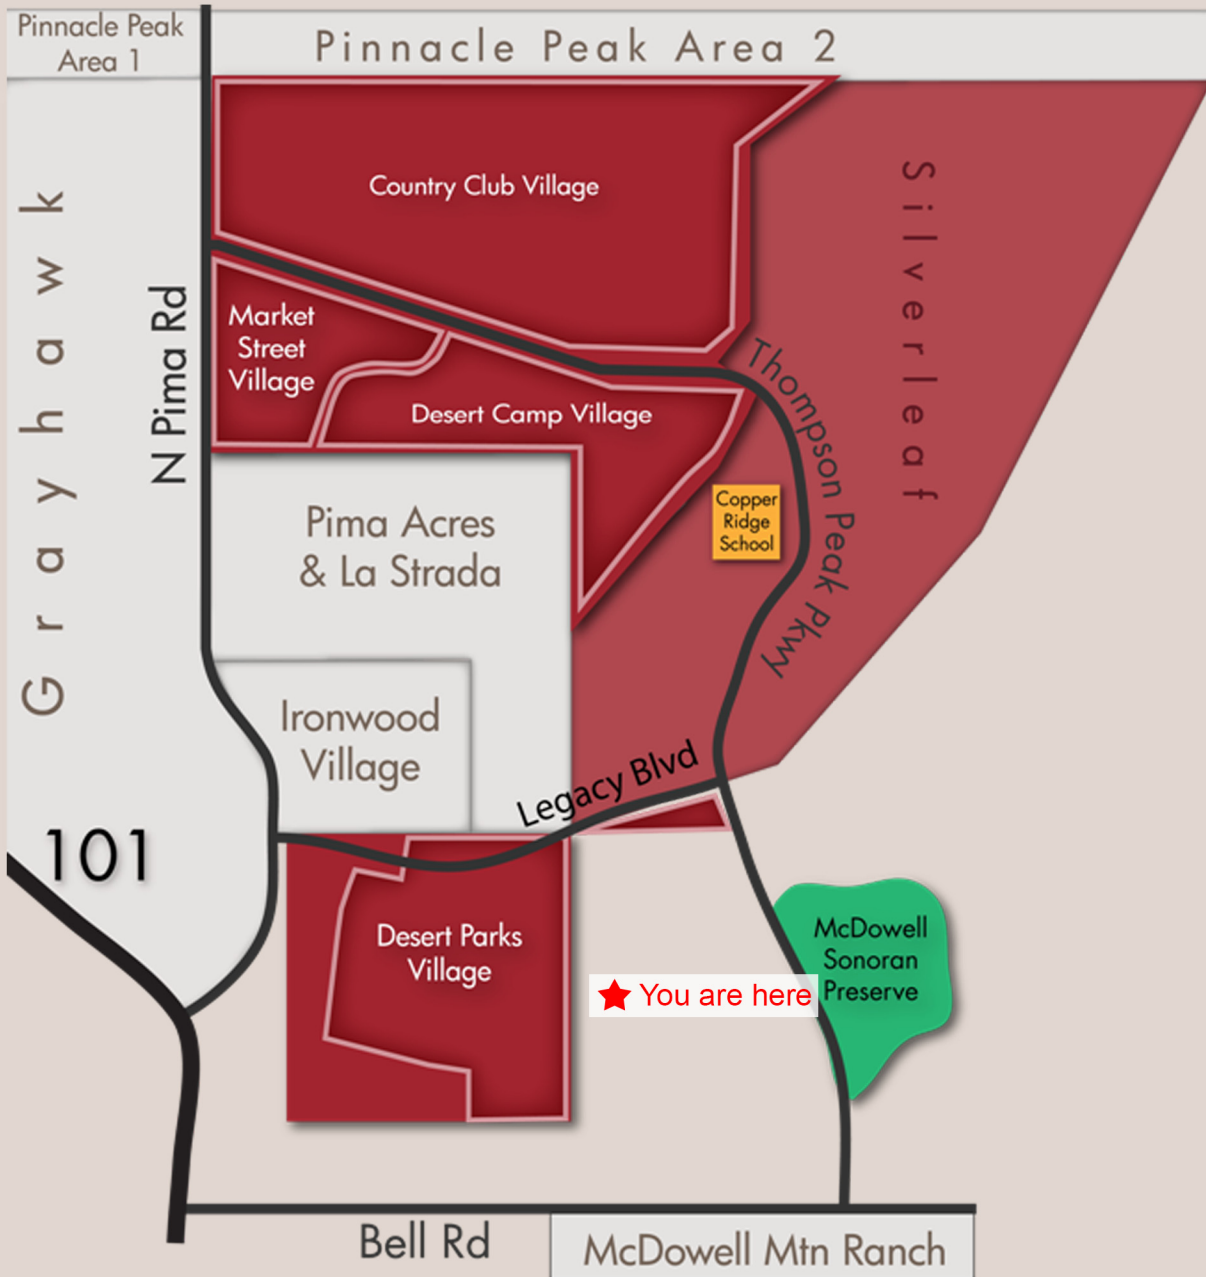 Pinnacle Peak
Area 1
Pinnacle Peak Area 2
Country Club Village
Silverleaf
Grayhawk
N Pima Rd
Market
Street
Village
Thompson Peak Pkwy
Desert Camp Village
Copper
Ridge
School
Pima Acres
& La Strada
Ironwood
Village
Legacy Blvd
101
Desert Parks
Village
McDowell
Sonoran
Preserve
You are here
Bell Rd
McDowell Mtn Ranch